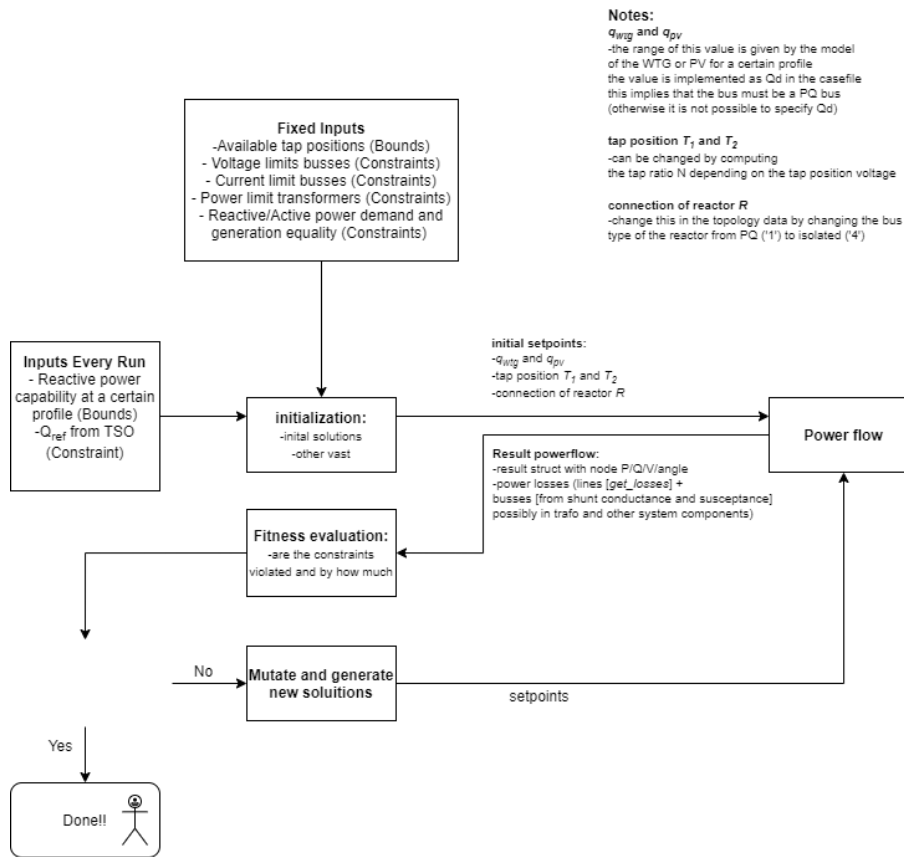 Notes:
q_wtg and q_pv
-the range of this value is given by the model
of the WTG or PV for a certain profile
the value is implemented as Qd in the casefile
this implies that the bus must be a PQ bus
(otherwise it is not possible to specify Qd)
tap position T_1 and T_2
-can be changed by computing
the tap ratio N depending on the tap position voltage
connection of reactor R
-change this in the topology data by changing the bus
type of the reactor from PQ ('1') to isolated ('4')
Fixed Inputs
-Available tap positions (Bounds)
- Voltage limits busses (Constraints)
- Current limit busses (Constraints)
- Power limit transformers (Constraints)
- Reactive/Active power demand and
generation equality (Constraints)
Inputs Every Run
- Reactive power
capability at a certain
profile (Bounds)
-Q_ref from TSO
(Constraint)
initialization:
-inital solutions
-other vast
initial setpoints:
-q_wtg and q_pv
-tap position T_1 and T_2
-connection of reactor R
Power flow
Result powerflow:
-result struct with node P/Q/V/angle
-power losses (lines [get_losses] +
busses [from shunt conductance and susceptance]
possibly in trafo and other system components)
Fitness evaluation:
-are the constraints
violated and by how much
No
Mutate and generate
new soluitions
setpoints
Yes
Done!!